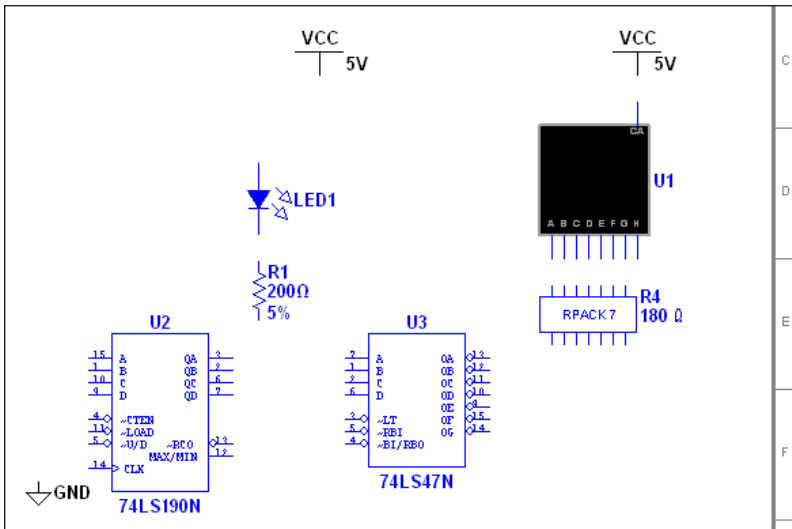 VCC
5V
VCC
5V
C
CA
D
U1
A B C D E F G H
LED1
R1
200Ω
5%
R4
180 Ω
RPACK7
E
U2
15 A QA 3
1 B QB 2
10 C QC 6
9 D QD 7
4 ~CTEN
11 ~LOAD
5 ~U/D ~RCO 13
MAX/MIN 12
14 CLK
74LS190N
U3
7 A OA 13
1 B OB 12
2 C OC 11
6 D OD 10
OE 9
3 ~LT OF 15
5 ~RBI OG 14
4 ~BI/RBO
74LS47N
F
GND